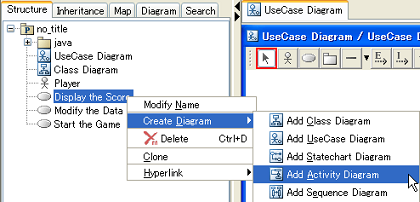 Structure Inheritance Map Diagram Search
no_title
java
UseCase Diagram
Class Diagram
Player
Display the Score
Modify the Data
Start the Game
Modify Name
Create Diagram
Delete Ctrl+D
Clone
Hyperlink
UseCase Diagram
UseCase Diagram / UseCase D
E
I
Add Class Diagram
Add UseCase Diagram
Add Statechart Diagram
Add Activity Diagram
Add Sequence Diagram